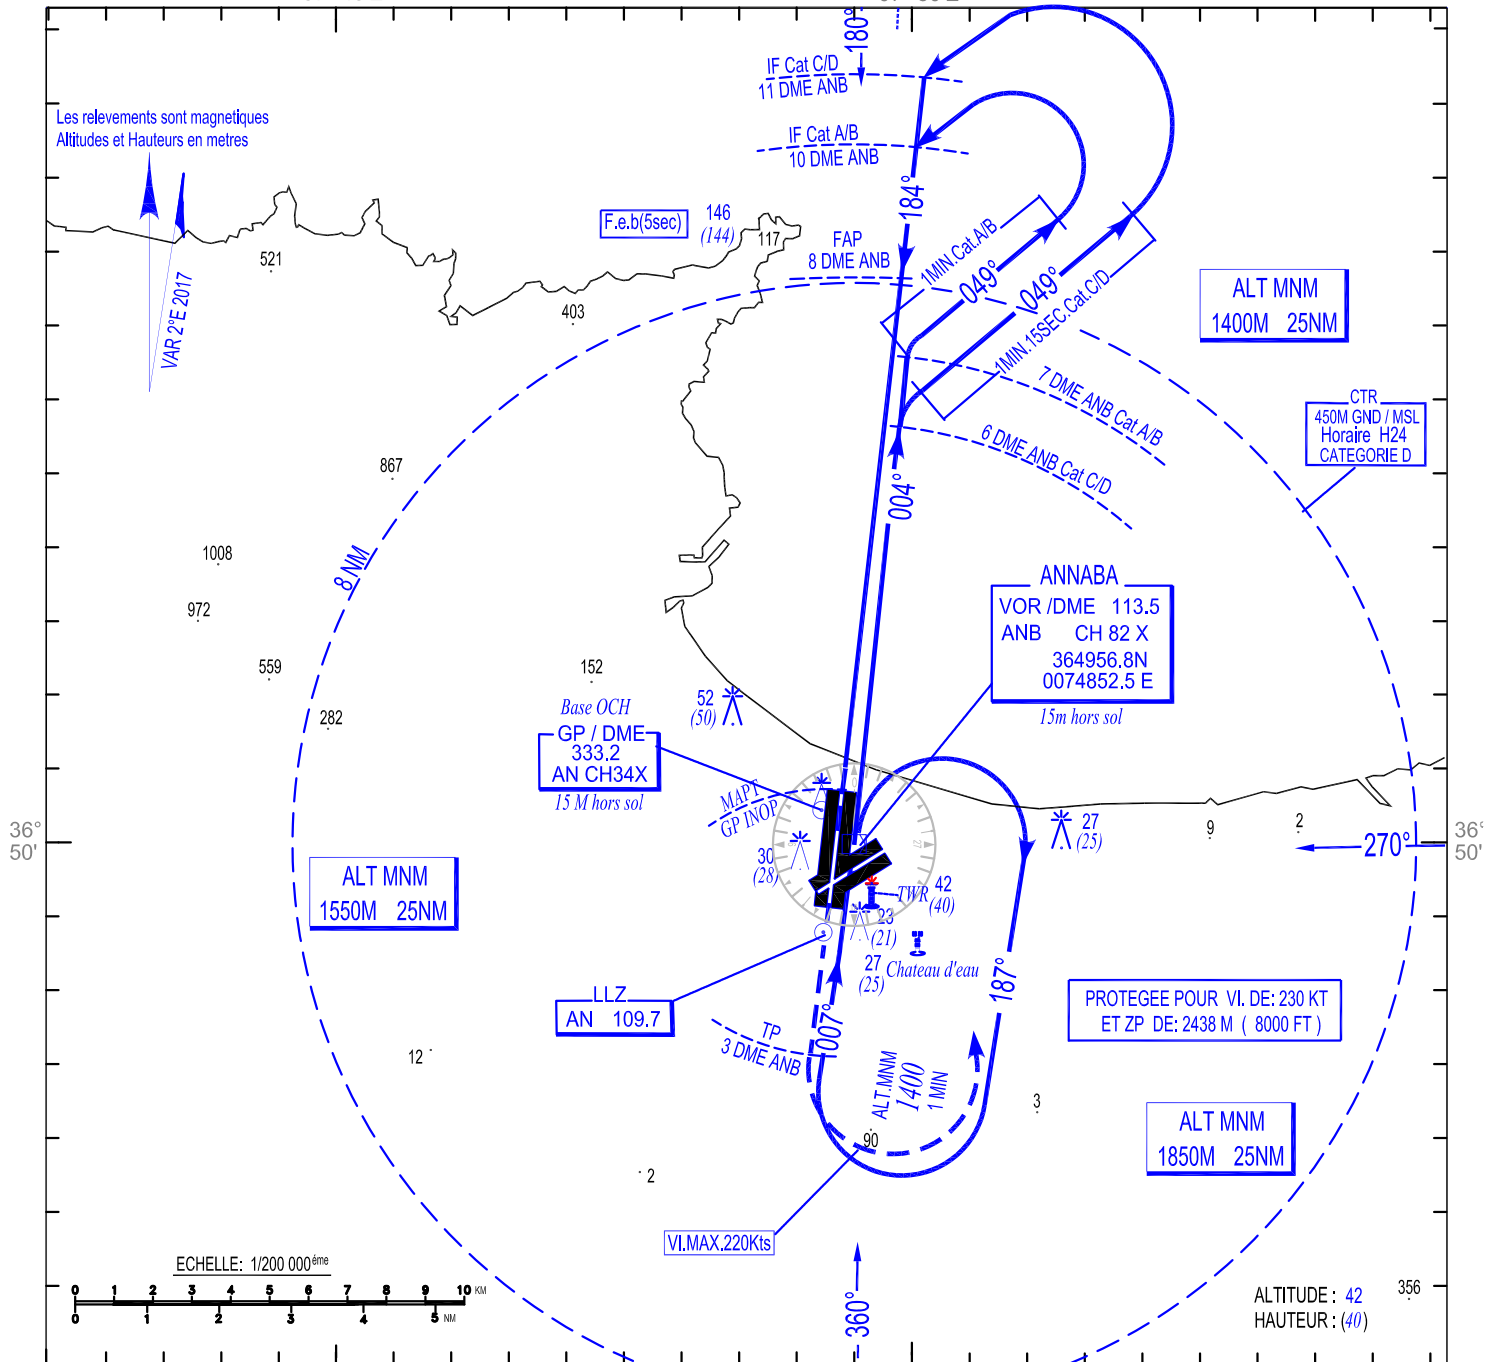 180°
IF Cat C/D
11 DME ANB
Les relevements sont magnetiques
Altitudes et Hauteurs en metres
IF Cat A/B
10 DME ANB
184°
VAR 2°E 2017
F.e.b(5sec)
146
(144)
117
521
FAP
8 DME ANB
1MIN.Cat.A/B
049°
049°
1MIN.15SEC.Cat.C/D
ALT MNM
1400M 25NM
403
7 DME ANB Cat A/B
6 DME ANB Cat C/D
CTR
450M GND / MSL
Horaire H24
CATEGORIE D
867
004°
1008
8 NM
972
ANNABA
VOR /DME 113.5
ANB CH 82 X
364956.8N
0074852.5 E
15m hors sol
559
152
282
52
(50)
Base OCH
GP / DME
333.2
AN CH34X
15 M hors sol
MAPT
GP INOP
36°
50'
27
(25)
9
2
270°
36°
50'
30
(28)
ALT MNM
1550M 25NM
TWR
42
(40)
23
(21)
27
(25)
Chateau d'eau
187°
LLZ
AN 109.7
007°
TP
3 DME ANB
PROTEGEE POUR VI. DE: 230 KT
ET ZP DE: 2438 M ( 8000 FT )
12
ALT.MNM
1400
1 MIN
3
90
ALT MNM
1850M 25NM
2
VI.MAX.220Kts
ECHELLE: 1/200 000éme
0 1 2 3 4 5 6 7 8 9 10 KM
0 1 2 3 4 5 NM
360°
356
ALTITUDE : 42
HAUTEUR : (40)